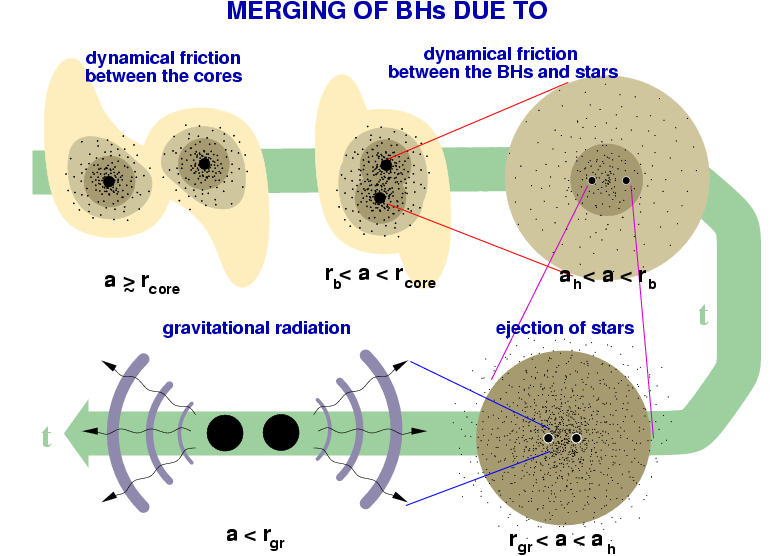 MERGING OF BHs DUE TO
dynamical friction
between the cores
dynamical friction
between the BHs and stars
a ≳ r_core
r_b < a < r_core
a_h < a < r_b
t
gravitational radiation
ejection of stars
t
a < r_gr
r_gr < a < a_h